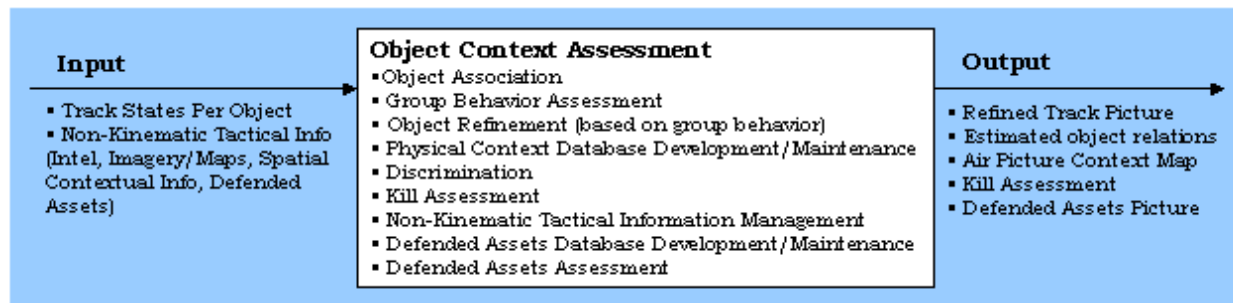 Input
▪ Track States Per Object
▪ Non-Kinematic Tactical Info
(Intel, Imagery/Maps, Spatial
Contextual Info, Defended
Assets)
Object Context Assessment
▪Object Association
▪ Group Behavior Assessment
▪ Object Refinement (based on group behavior)
▪ Physical Context Database Development/Maintenance
▪ Discrimination
▪ Kill Assessment
▪ Non-Kinematic Tactical Information Management
▪ Defended Assets Database Development/Maintenance
▪ Defended Assets Assessment
Output
▪ Refined Track Picture
▪ Estimated object relations
▪ Air Picture Context Map
▪ Kill Assessment
▪ Defended Assets Picture